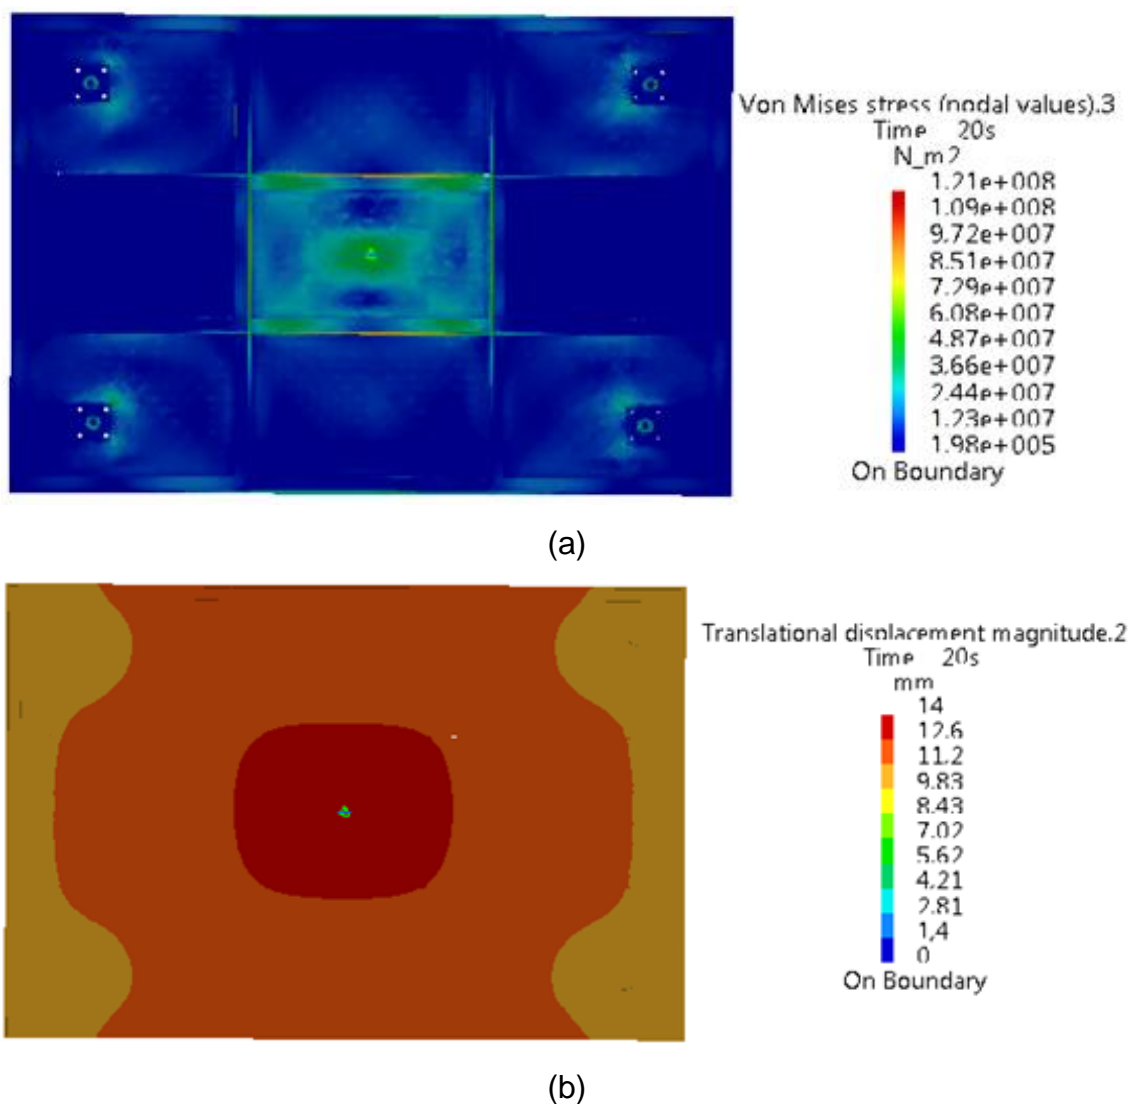 Von Mises stress (nodal values).3
Time 20s
N_m2
1.21e+008
1.09e+008
9.72e+007
8.51e+007
7.29e+007
6.08e+007
4.87e+007
3.66e+007
2.44e+007
1.23e+007
1.98e+005
On Boundary
(a)
Translational displacement magnitude.2
Time 20s
mm
14
12.6
11.2
9.83
8.43
7.02
5.62
4.21
2.81
1.4
0
On Boundary
(b)